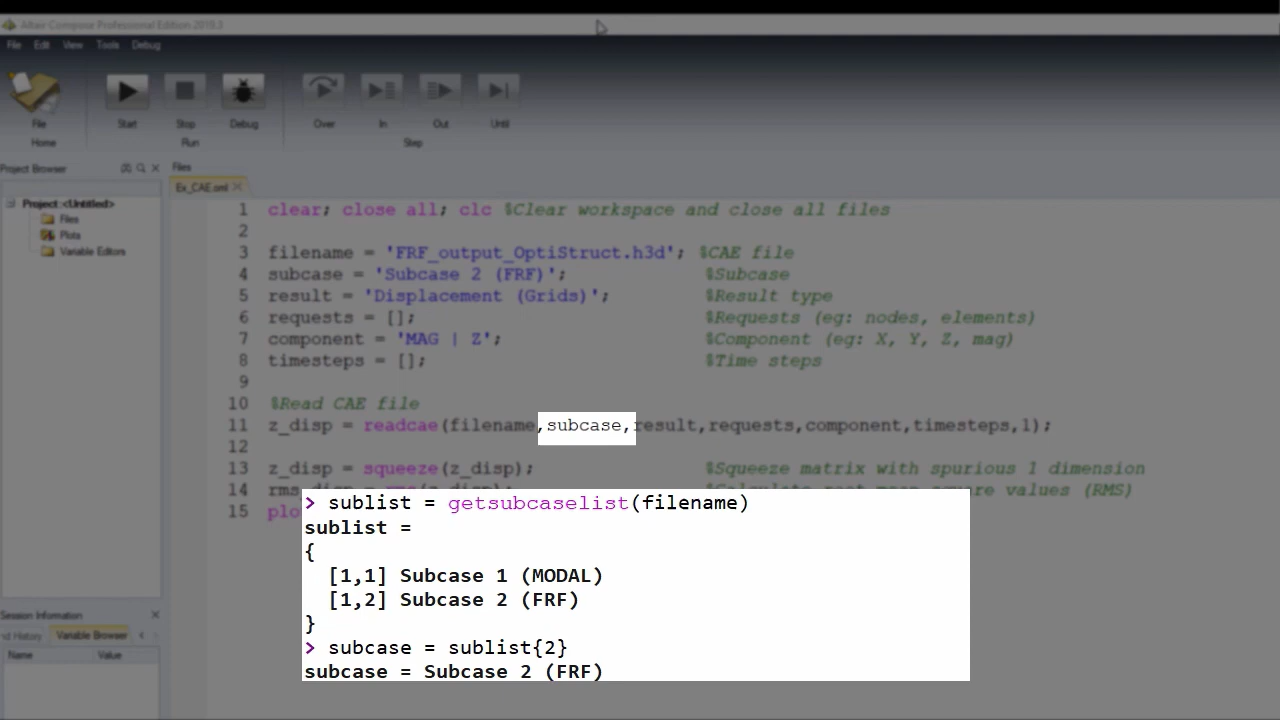 Altair Compose Professional Edition 2019.3
File Edit View Tools Debug
File Start Stop Debug Over In Out Until
Home Run Step
Project Browser
Files
Ex_CAE.oml
Project :<Untitled>
Files
Plots
Variable Editors
1 clear; close all; clc %Clear workspace and close all files
2
3 filename = 'FRF_output_OptiStruct.h3d'; %CAE file
4 subcase = 'Subcase 2 (FRF)'; %Subcase
5 result = 'Displacement (Grids)'; %Result type
6 requests = []; %Requests (eg: nodes, elements)
7 component = 'MAG | Z'; %Component (eg: X, Y, Z, mag)
8 timesteps = []; %Time steps
9
10 %Read CAE file
11 z_disp = readcae(filename,subcase,result,requests,component,timesteps,1);
12
13 z_disp = squeeze(z_disp); %Squeeze matrix with spurious 1 dimension
14 square values (RMS)
15 plo
> sublist = getsubcaselist(filename)
sublist =
{
[1,1] Subcase 1 (MODAL)
[1,2] Subcase 2 (FRF)
}
> subcase = sublist{2}
subcase = Subcase 2 (FRF)
Session Information
nd History Variable Browser
Name Value